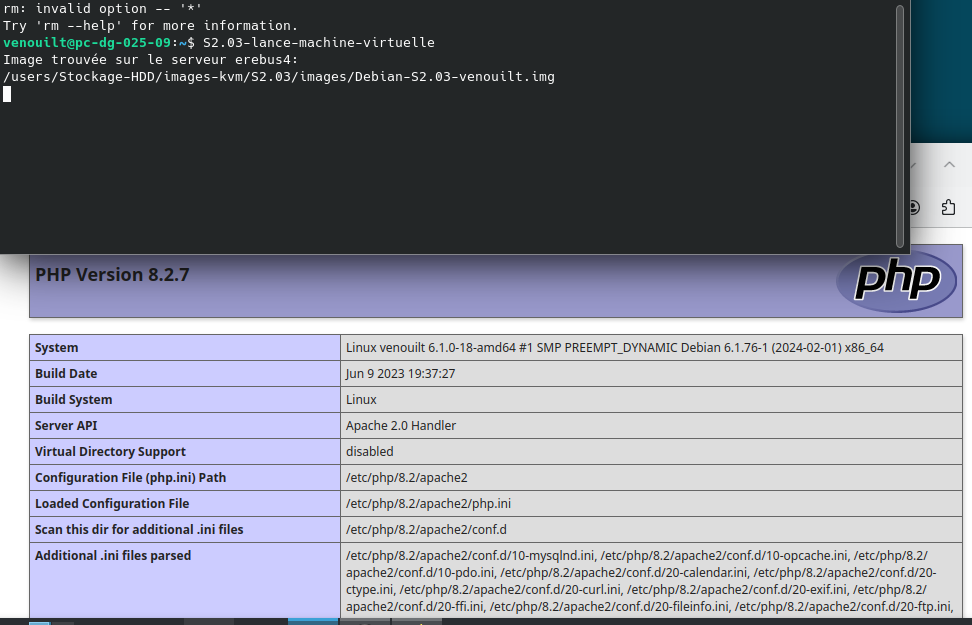 rm: invalid option -- '*'
Try 'rm --help' for more information.
venouilt@pc-dg-025-09:~$ S2.03-lance-machine-virtuelle
Image trouvée sur le serveur erebus4:
/users/Stockage-HDD/images-kvm/S2.03/images/Debian-S2.03-venouilt.img
PHP Version 8.2.7
php
System Linux venouilt 6.1.0-18-amd64 #1 SMP PREEMPT_DYNAMIC Debian 6.1.76-1 (2024-02-01) x86_64
Build Date Jun 9 2023 19:37:27
Build System Linux
Server API Apache 2.0 Handler
Virtual Directory Support disabled
Configuration File (php.ini) Path /etc/php/8.2/apache2
Loaded Configuration File /etc/php/8.2/apache2/php.ini
Scan this dir for additional .ini files /etc/php/8.2/apache2/conf.d
Additional .ini files parsed /etc/php/8.2/apache2/conf.d/10-mysqlnd.ini, /etc/php/8.2/apache2/conf.d/10-opcache.ini, /etc/php/8.2/
apache2/conf.d/10-pdo.ini, /etc/php/8.2/apache2/conf.d/20-calendar.ini, /etc/php/8.2/apache2/conf.d/20-
ctype.ini, /etc/php/8.2/apache2/conf.d/20-curl.ini, /etc/php/8.2/apache2/conf.d/20-exif.ini, /etc/php/8.2/
apache2/conf.d/20-ffi.ini, /etc/php/8.2/apache2/conf.d/20-fileinfo.ini, /etc/php/8.2/apache2/conf.d/20-ftp.ini,